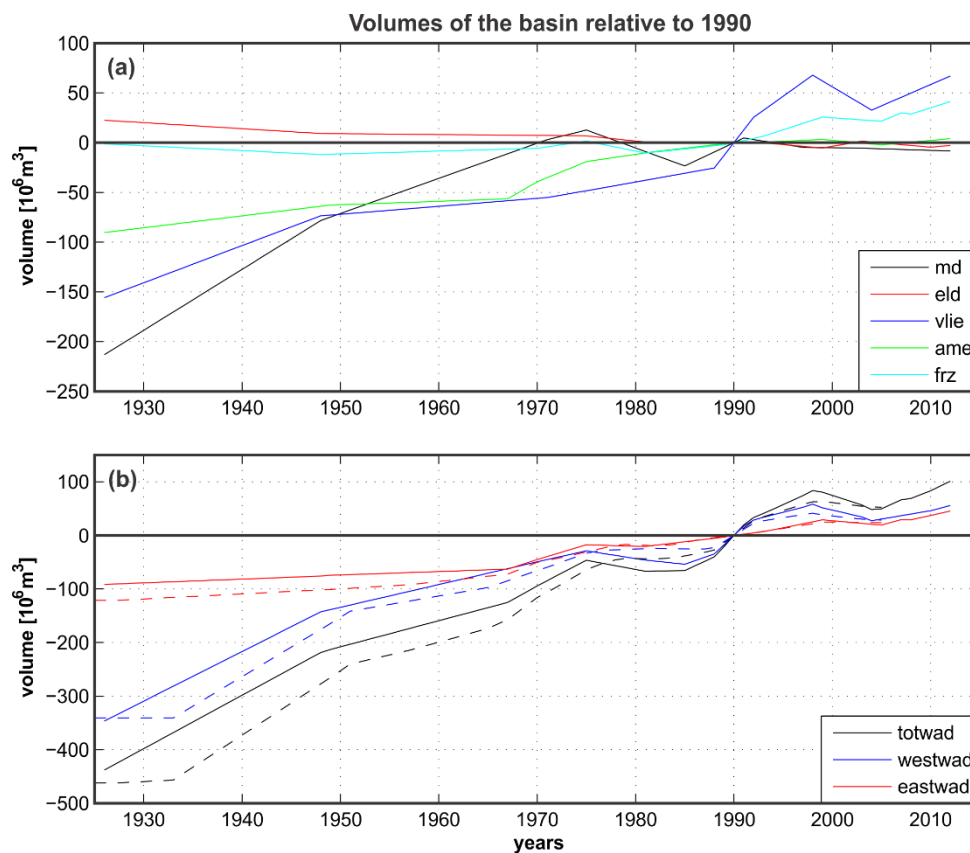 Volumes of the basin relative to 1990
(a)
volume [10⁶m³]
100
50
0
−50
−100
−150
−200
−250
1930 1940 1950 1960 1970 1980 1990 2000 2010
md
eld
vlie
ame
frz
(b)
volume [10⁶m³]
100
0
−100
−200
−300
−400
−500
1930 1940 1950 1960 1970 1980 1990 2000 2010
years
totwad
westwad
eastwad